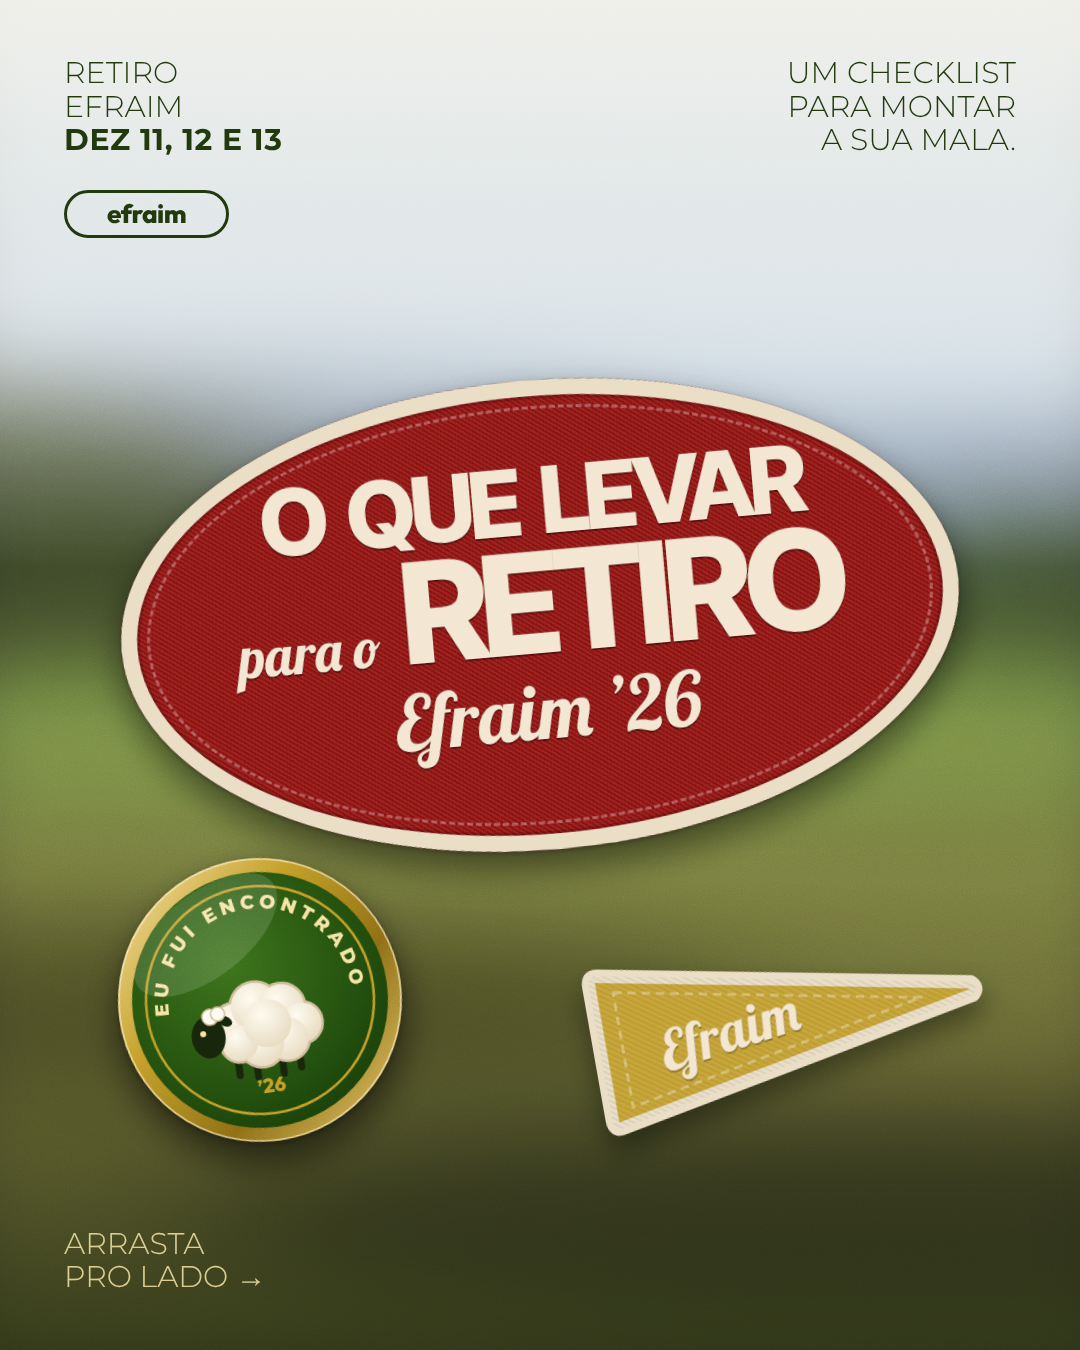 RETIRO
EFRAIM
DEZ 11, 12 E 13
efraim
UM CHECKLIST
PARA MONTAR
A SUA MALA.
O QUE LEVAR
para o RETIRO
Efraim ’26
EU FUI ENCONTRADO
’26
Efraim
ARRASTA
PRO LADO →